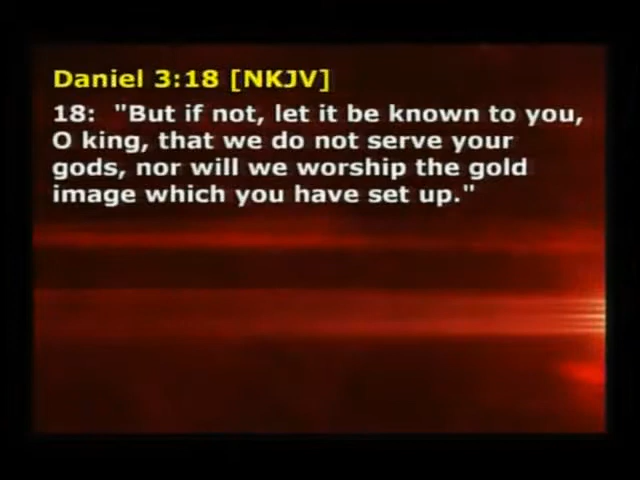 Daniel 3:18 [NKJV]
18:  "But if not, let it be known to you,
O king, that we do not serve your
gods, nor will we worship the gold
image which you have set up."